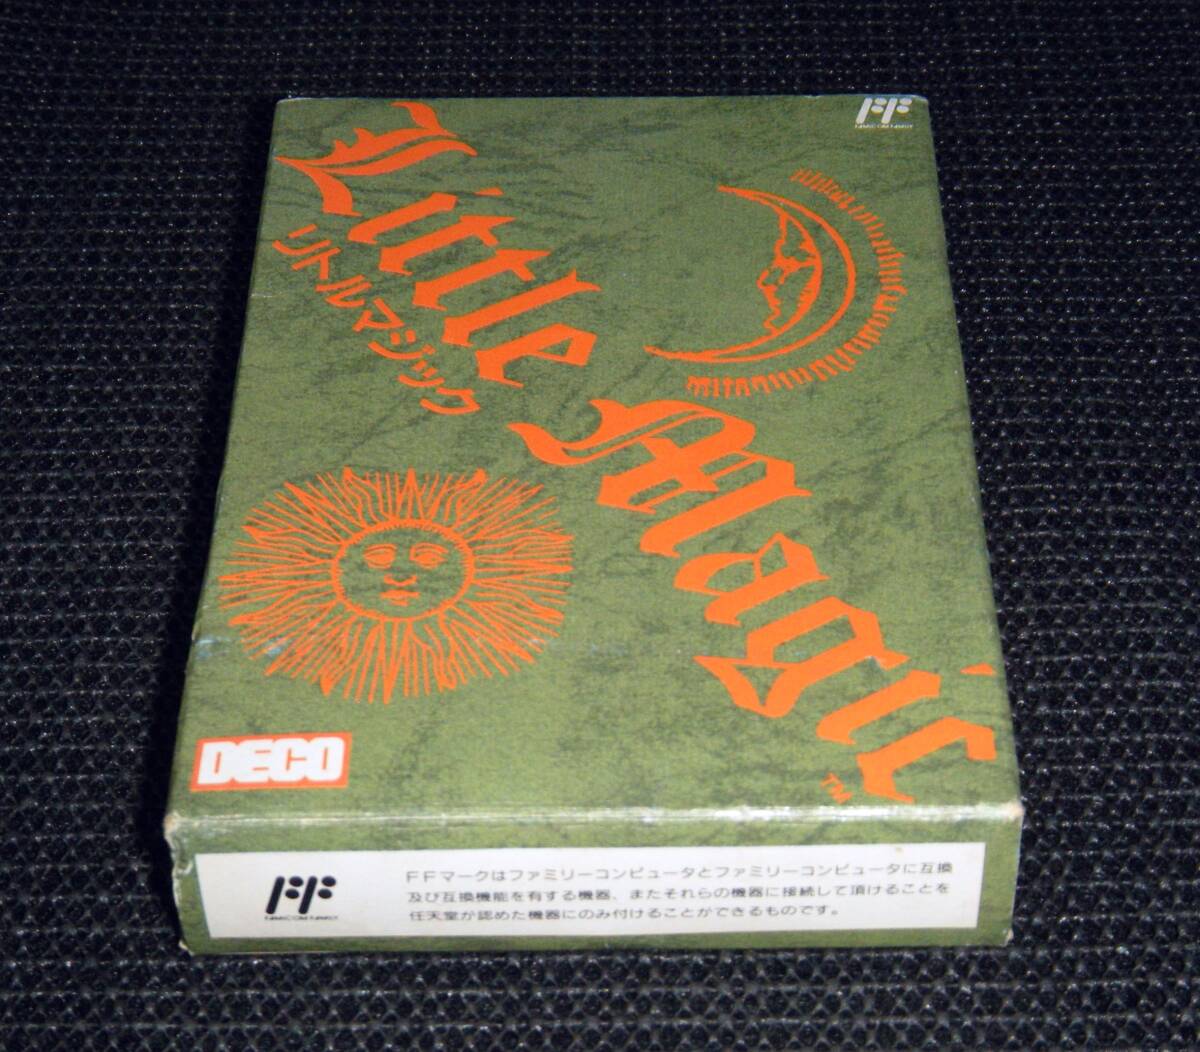 FF
FAMICOM FAMILY
Little
リトルマジック
Magic
TM
DECO
FF
FAMICOM FAMILY
FFマークはファミリーコンピュータとファミリーコンピュータに互換
及び互換機能を有する機器、またそれらの機器に接続して頂けることを
任天堂が認めた機器にのみ付けることができるものです。